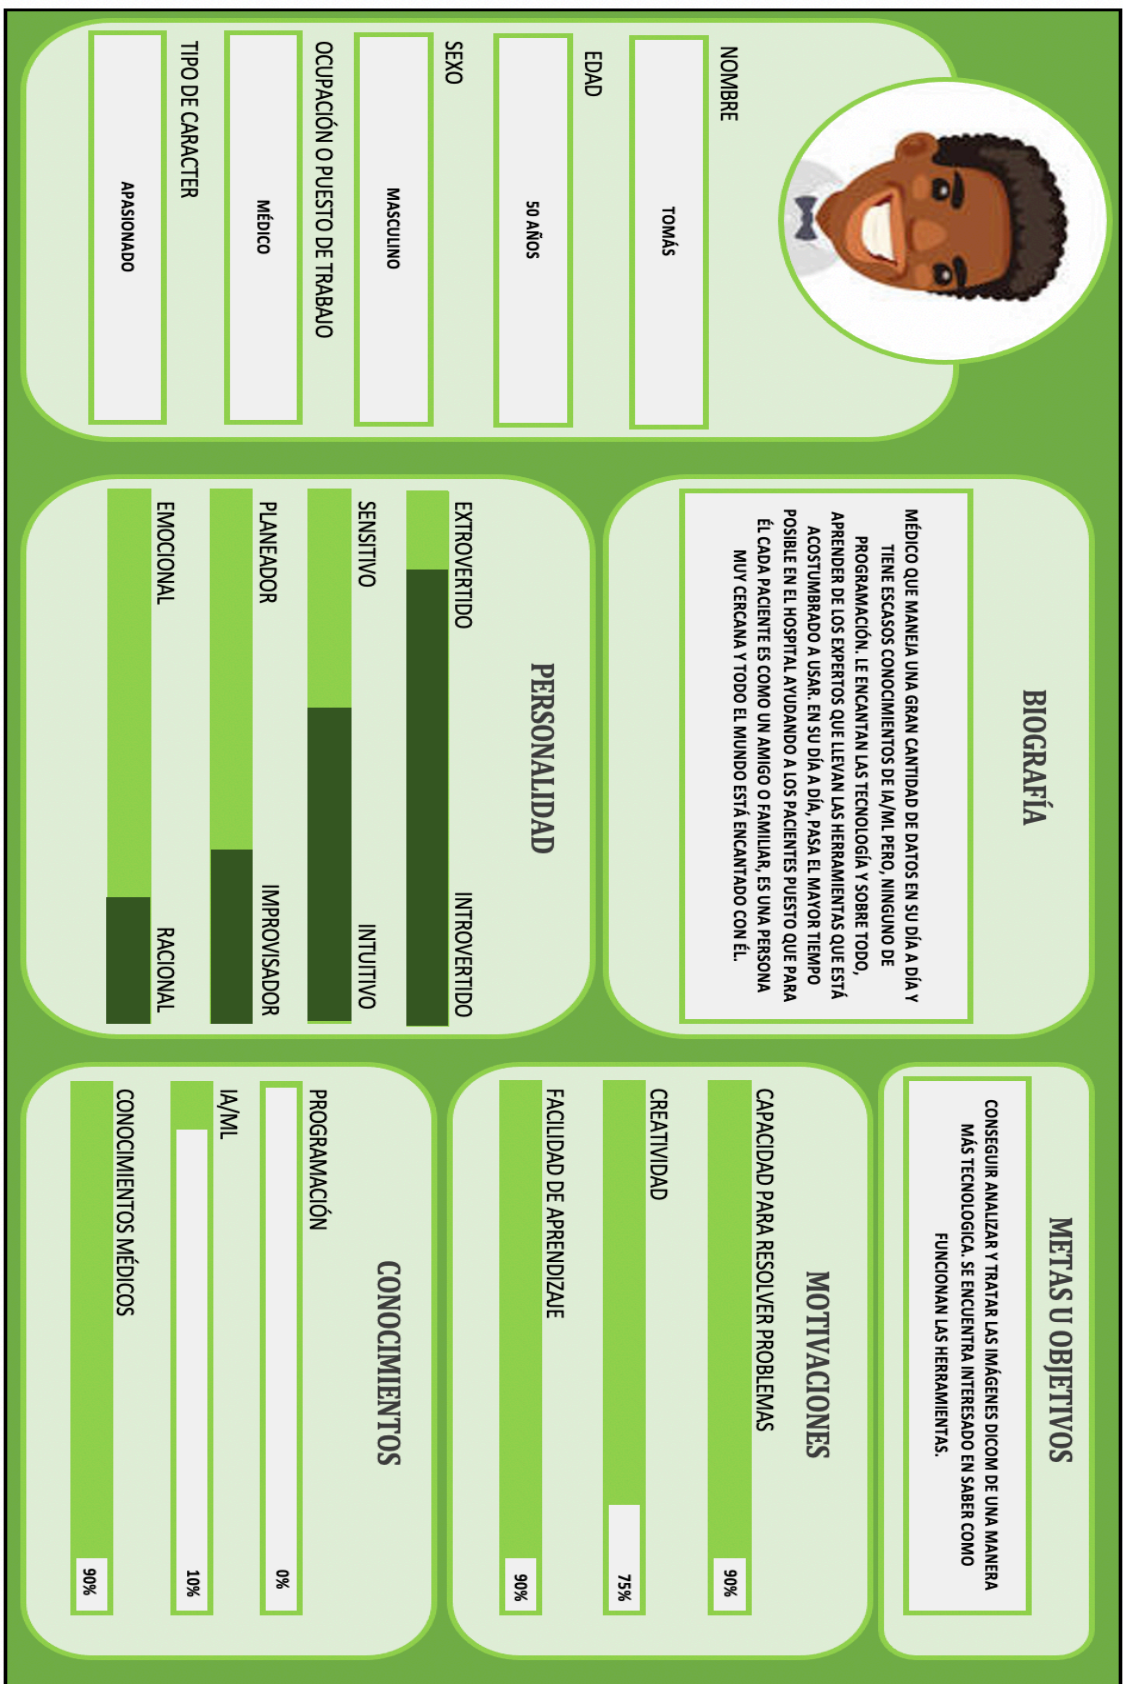 NOMBRE
TOMÁS
EDAD
50 AÑOS
SEXO
MASCULINO
OCUPACIÓN O PUESTO DE TRABAJO
MÉDICO
TIPO DE CARACTER
APASIONADO
BIOGRAFÍA
MÉDICO QUE MANEJA UNA GRAN CANTIDAD DE DATOS EN SU DÍA A DÍA Y
TIENE ESCASOS CONOCIMIENTOS DE IA/ML PERO, NINGUNO DE
PROGRAMACIÓN. LE ENCANTAN LAS TECNOLOGÍA Y SOBRE TODO,
APRENDER DE LOS EXPERTOS QUE LLEVAN LAS HERRAMIENTAS QUE ESTÁ
ACOSTUMBRADO A USAR. EN SU DÍA A DÍA, PASA EL MAYOR TIEMPO
POSIBLE EN EL HOSPITAL AYUDANDO A LOS PACIENTES PUESTO QUE PARA
ÉL CADA PACIENTE ES COMO UN AMIGO O FAMILIAR, ES UNA PERSONA
MUY CERCANA Y TODO EL MUNDO ESTÁ ENCANTADO CON ÉL.
PERSONALIDAD
EXTROVERTIDO INTROVERTIDO
SENSITIVO INTUITIVO
PLANEADOR IMPROVISADOR
EMOCIONAL RACIONAL
METAS U OBJETIVOS
CONSEGUIR ANALIZAR Y TRATAR LAS IMÁGENES DICOM DE UNA MANERA
MÁS TECNOLOGICA. SE ENCUENTRA INTERESADO EN SABER COMO
FUNCIONAN LAS HERRAMIENTAS.
MOTIVACIONES
CAPACIDAD PARA RESOLVER PROBLEMAS
90%
CREATIVIDAD
75%
FACILIDAD DE APRENDIZAJE
90%
CONOCIMIENTOS
PROGRAMACIÓN
0%
IA/ML
10%
CONOCIMIENTOS MÉDICOS
90%